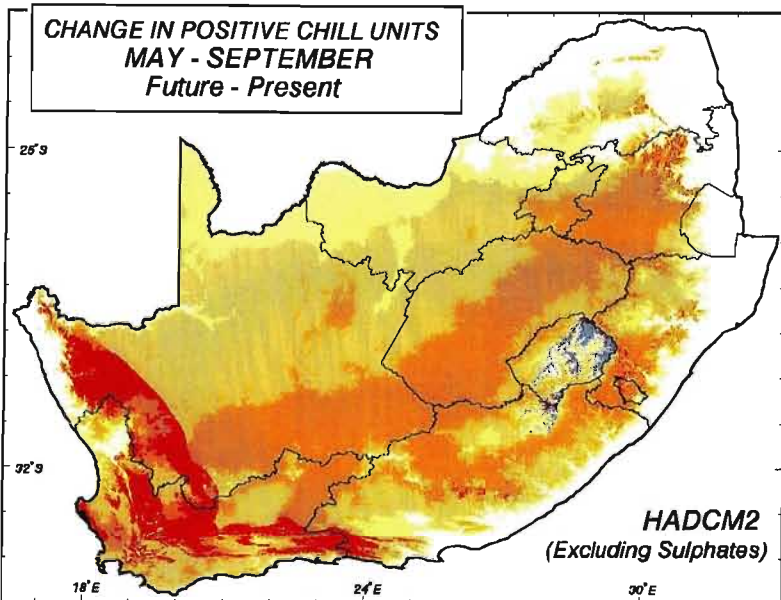 CHANGE IN POSITIVE CHILL UNITS
MAY - SEPTEMBER
Future - Present
25°S
32°S
HADCM2
(Excluding Sulphates)
18°E
24°E
30°E